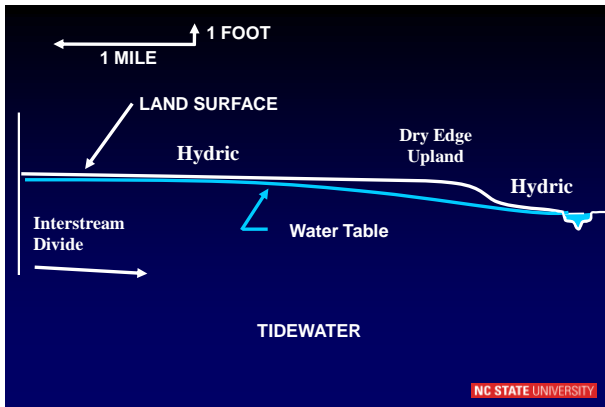 1 FOOT
1 MILE
LAND SURFACE
Dry Edge
Upland
Hydric
Hydric
Interstream
Divide
Water Table
TIDEWATER
NC STATE UNIVERSITY